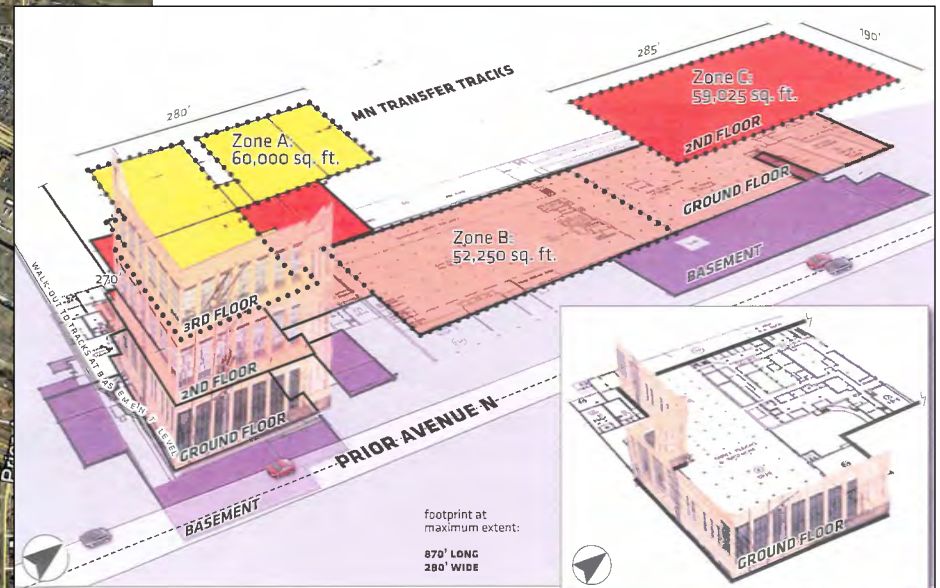 280'
MN TRANSFER TRACKS
285'
190'
Zone A:
60,000 sq. ft.
Zone C:
59,025 sq. ft.
2ND FLOOR
GROUND FLOOR
Zone B:
52,250 sq. ft.
BASEMENT
270'
WALK-OUT TO TRACKS AT BASEMENT LEVEL
3RD FLOOR
2ND FLOOR
GROUND FLOOR
PRIOR AVENUE N
BASEMENT
footprint at
maximum extent:
870' LONG
280' WIDE
GROUND FLOOR